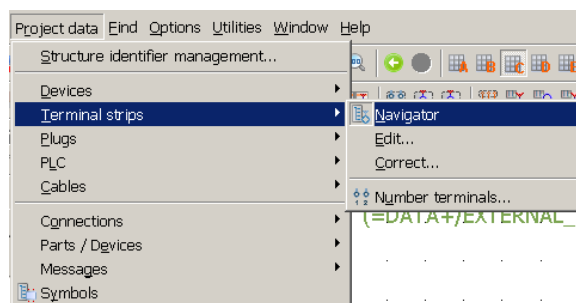 Project data Find Options Utilities Window Help
Structure identifier management...
Devices
Terminal strips
Navigator
Plugs
Edit...
PLC
Correct...
Cables
Number terminals...
Connections
(=DATA+/EXTERNAL_
Parts / Devices
Messages
Symbols